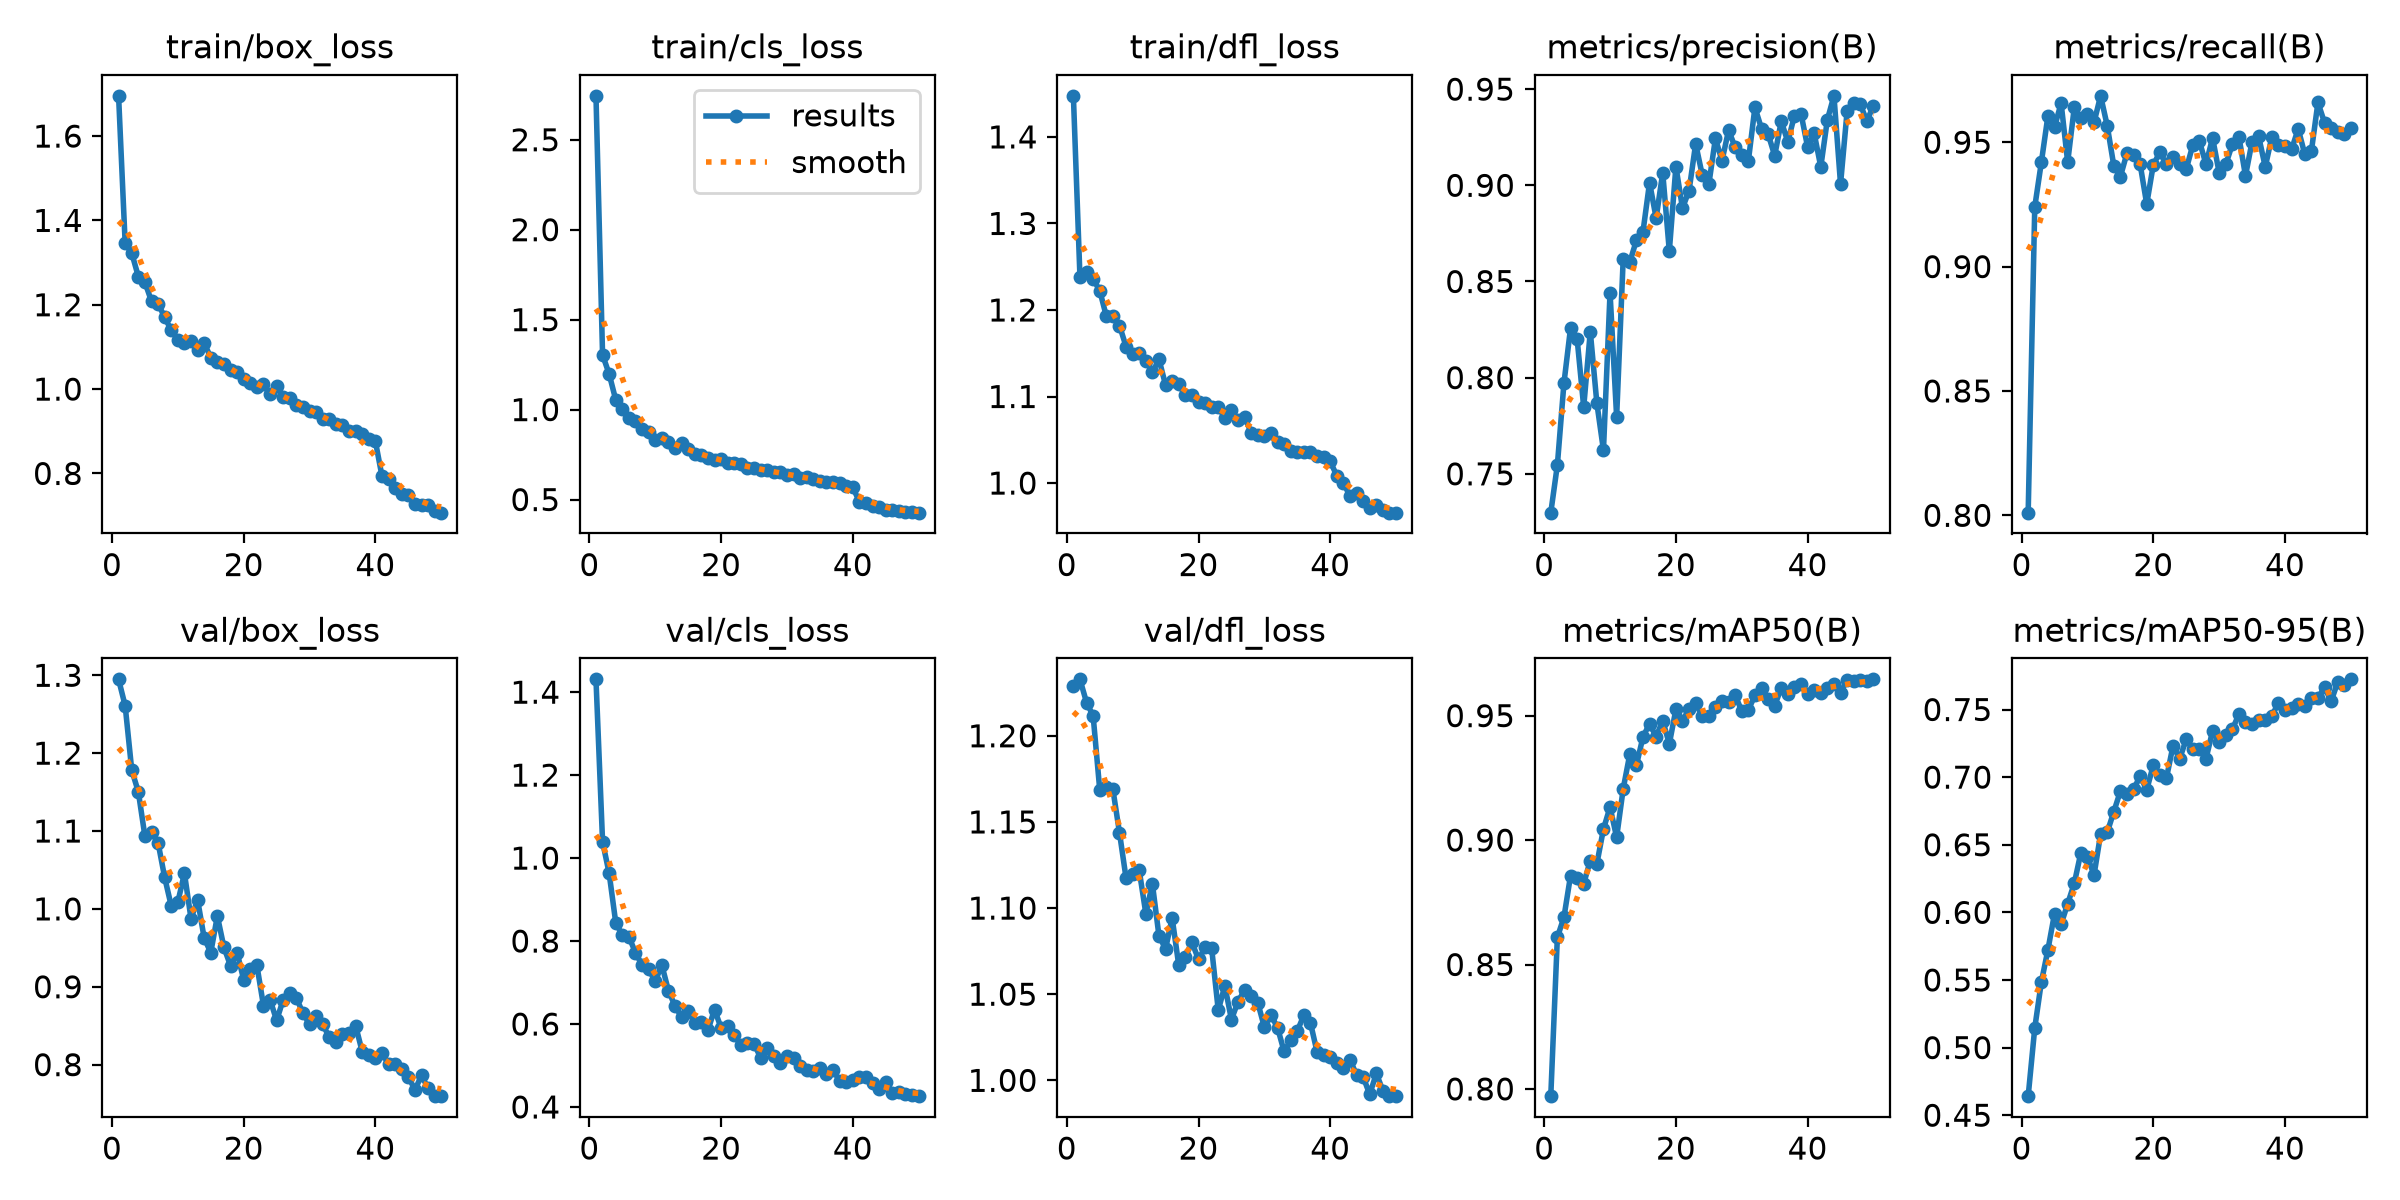 train/box_loss
1.6
1.4
1.2
1.0
0.8
0 20 40
train/cls_loss
results
smooth
2.5
2.0
1.5
1.0
0.5
0 20 40
train/dfl_loss
1.4
1.3
1.2
1.1
1.0
0 20 40
metrics/precision(B)
0.95
0.90
0.85
0.80
0.75
0 20 40
metrics/recall(B)
0.95
0.90
0.85
0.80
0 20 40
val/box_loss
1.3
1.2
1.1
1.0
0.9
0.8
0 20 40
val/cls_loss
1.4
1.2
1.0
0.8
0.6
0.4
0 20 40
val/dfl_loss
1.20
1.15
1.10
1.05
1.00
0 20 40
metrics/mAP50(B)
0.95
0.90
0.85
0.80
0 20 40
metrics/mAP50-95(B)
0.75
0.70
0.65
0.60
0.55
0.50
0.45
0 20 40